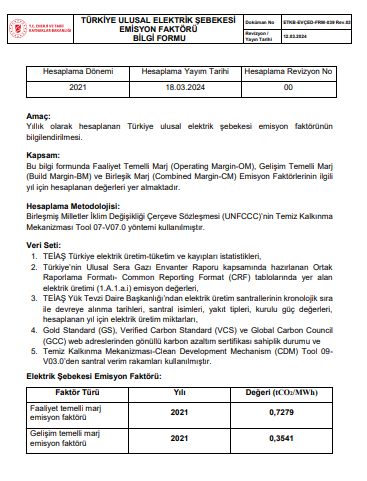 T.C. ENERJİ VE TABİİ
KAYNAKLAR BAKANLIĞI
TÜRKİYE ULUSAL ELEKTRİK ŞEBEKESİ
EMİSYON FAKTÖRÜ
BİLGİ FORMU
Doküman No
ETKB-EVÇED-FRM-039 Rev.03
Revizyon /
Yayın Tarihi
12.03.2024
Hesaplama Dönemi Hesaplama Yayım Tarihi Hesaplama Revizyon No
2021 18.03.2024 00
Amaç:
Yıllık olarak hesaplanan Türkiye ulusal elektrik şebekesi emisyon faktörünün
bilgilendirilmesi.
Kapsam:
Bu bilgi formunda Faaliyet Temelli Marj (Operating Margin-OM), Gelişim Temelli Marj
(Build Margin-BM) ve Birleşik Marj (Combined Margin-CM) Emisyon Faktörlerinin ilgili
yıl için hesaplanan değerleri yer almaktadır.
Hesaplama Metodolojisi:
Birleşmiş Milletler İklim Değişikliği Çerçeve Sözleşmesi (UNFCCC)'nin Temiz Kalkınma
Mekanizması Tool 07-V07.0 yöntemi kullanılmıştır.
Veri Seti:
1. TEİAŞ Türkiye elektrik üretim-tüketim ve kayıpları istatistikleri,
2. Türkiye'nin Ulusal Sera Gazı Envanter Raporu kapsamında hazırlanan Ortak
Raporlama Formatı- Common Reporting Format (CRF) tablolarında yer alan
elektrik üretimi (1.A.1.a.i) emisyon değerleri,
3. TEİAŞ Yük Tevzi Daire Başkanlığı'ndan elektrik üretim santrallerinin kronolojik sıra
ile devreye alınma tarihleri, santral isimleri, yakıt tipleri, kurulu güç değerleri,
hesaplanan yıl için elektrik üretim miktarları,
4. Gold Standard (GS), Verified Carbon Standard (VCS) ve Global Carbon Council
(GCC) web adreslerinden gönüllü karbon azaltım sertifikası sahiplik durumu ve
5. Temiz Kalkınma Mekanizması-Clean Development Mechanism (CDM) Tool 09-
V03.0'den santral verim rakamları kullanılmıştır.
Elektrik Şebekesi Emisyon Faktörü:
Faktör Türü Yılı Değeri (tCO2/MWh)
Faaliyet temelli marj
emisyon faktörü
2021 0,7279
Gelişim temelli marj
emisyon faktörü
2021 0,3541